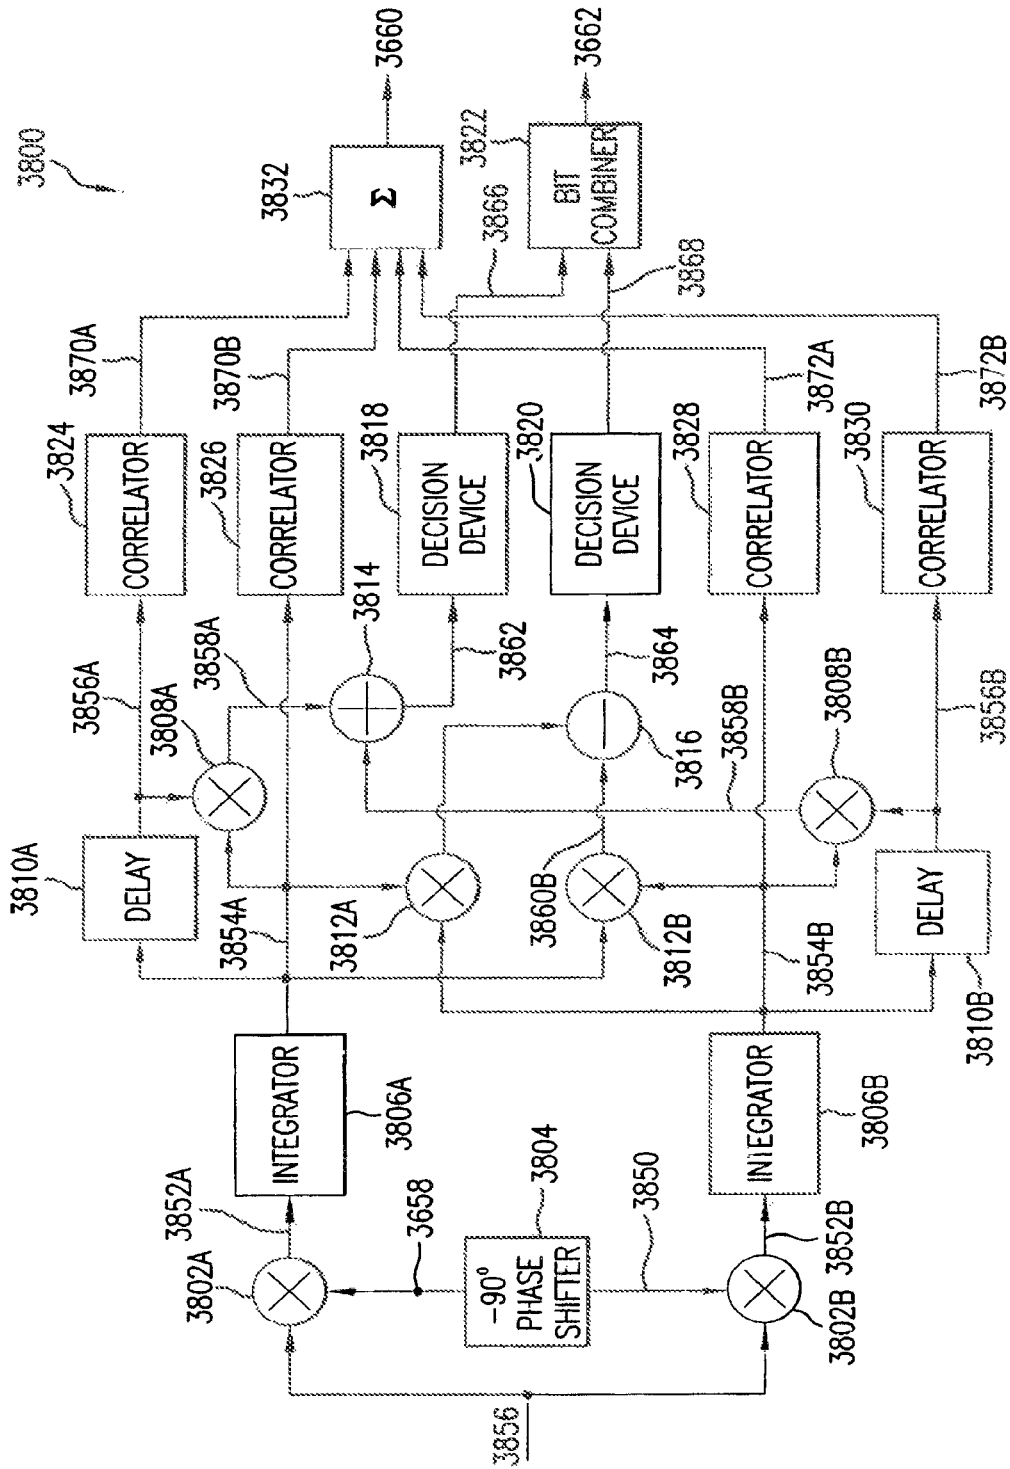 3800
3810A
DELAY
3856A
3824
CORRELATOR
3870A
3808A
3802A
3852A
INTEGRATOR
3806A
3854A
3858A
3826
CORRELATOR
3870B
3832
Σ
3660
3812A
3814
3818
DECISION
DEVICE
3658
3862
3866
3822
BIT
COMBINER
3662
3856
-90°
PHASE
SHIFTER
3804
3860B
3820
DECISION
DEVICE
3868
3850
3812B
3864
3816
3858B
3828
CORRELATOR
3872A
INTEGRATOR
3806B
3854B
3808B
3802B
3852B
3830
CORRELATOR
3872B
DELAY
3810B
3856B